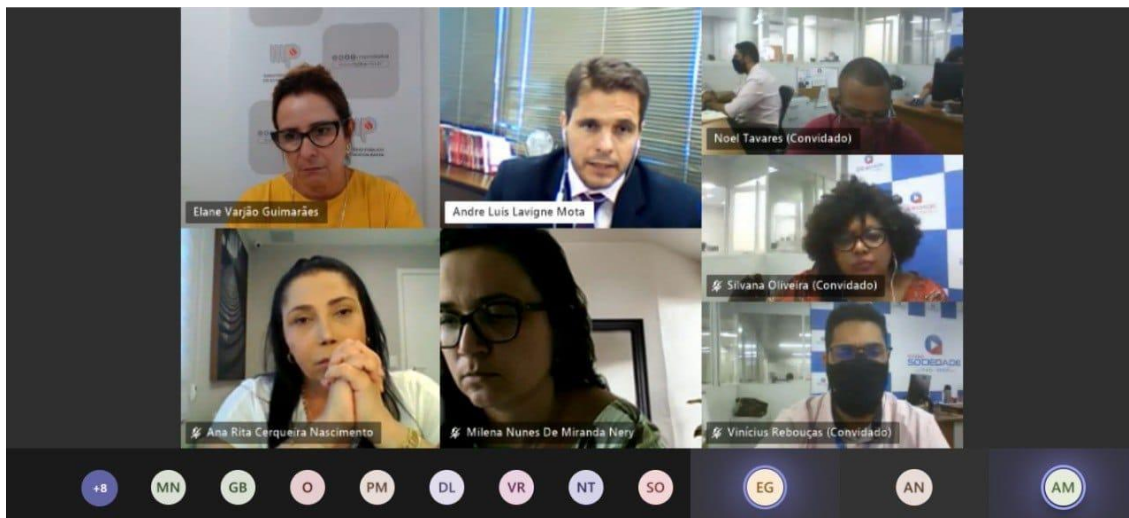 Elane Varjão Guimarães
Andre Luis Lavigne Mota
Noel Tavares (Convidado)
Silvana Oliveira (Convidado)
Ana Rita Cerqueira Nascimento
Milena Nunes De Miranda Nery
SOCIEDADE
Vinícius Rebouças (Convidado)
+8
MN
GB
O
PM
DL
VR
NT
SO
EG
AN
AM